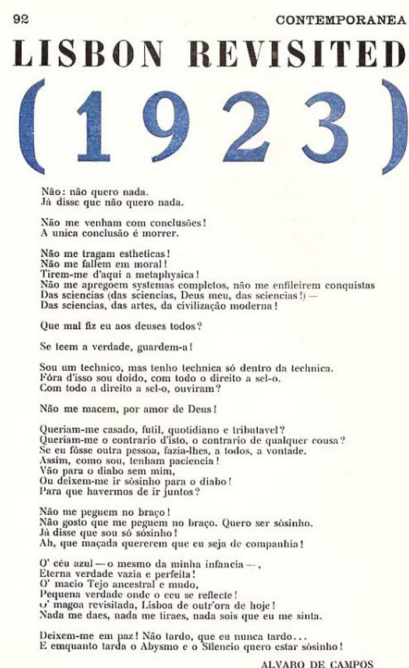 92
CONTEMPORANEA
LISBON REVISITED
(1923)
Não: não quero nada.
Já disse que não quero nada.
Não me venham com conclusões!
A unica conclusão é morrer.
Não me tragam estheticas!
Não me fallem em moral!
Tirem-me d'aqui a metaphysica!
Não me apregoem systemas completos, não me enfileirem conquistas
Das sciencias (das sciencias, Deus meu, das sciencias!) —
Das sciencias, das artes, da civilização moderna!
Que mal fiz eu aos deuses todos?
Se teem a verdade, guardem-a!
Sou um technico, mas tenho technica só dentro da technica.
Fóra d'isso sou doido, com todo o direito a sel-o.
Com todo a direito a sel-o, ouviram?
Não me macem, por amor de Deus!
Queriam-me casado, futil, quotidiano e tributavel?
Queriam-me o contrario d'isto, o contrario de qualquer cousa?
Se eu fôsse outra pessoa, fazia-lhes, a todos, a vontade.
Assim, como sou, tenham paciencia!
Vão para o diabo sem mim,
Ou deixem-me ir sòsinho para o diabo!
Para que havermos de ir juntos?
Não me peguem no braço!
Não gosto que me peguem no braço. Quero ser sòsinho.
Já disse que sou só sòsinho!
Ah, que maçada quererem que eu seja de companhia!
O' céu azul — o mesmo da minha infancia — ,
Eterna verdade vazia e perfeita!
O' macio Tejo ancestral e mudo,
Pequena verdade onde o ceu se reflecte!
O' magoa revisitada, Lisboa de outr'ora de hoje!
Nada me daes, nada me tiraes, nada sois que eu me sinta.
Deixem-me em paz! Não tardo, que eu nunca tardo...
E emquanto tarda o Abysmo e o Silencio quero estar sòsinho!
ALVARO DE CAMPOS